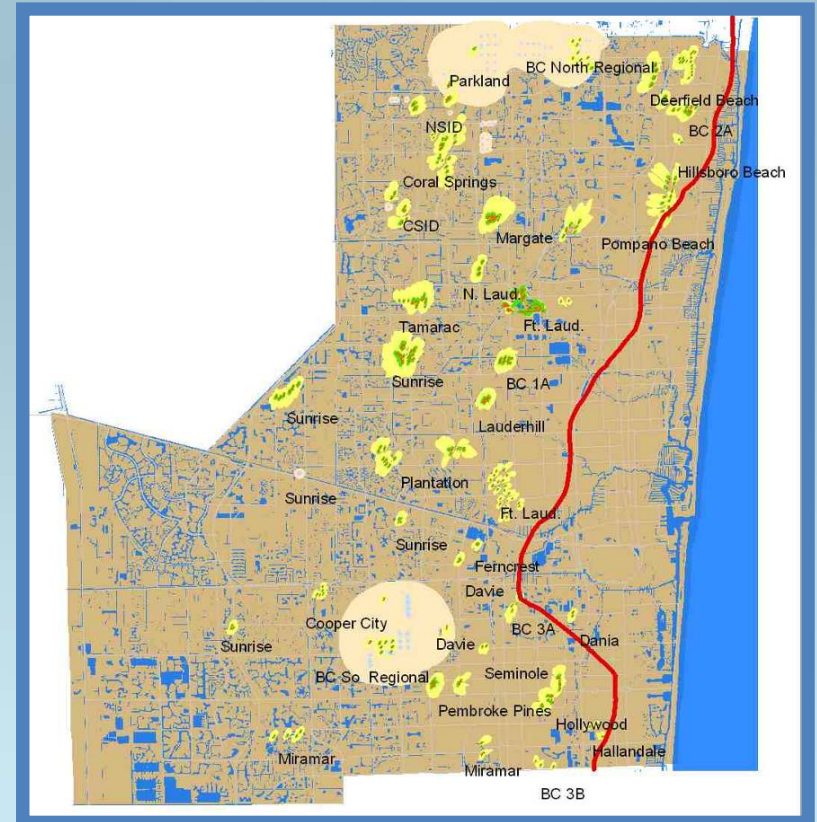 BC North Regional
Parkland
Deerfield Beach
NSID
BC 2A
Hillsboro Beach
Coral Springs
CSID
Margate
Pompano Beach
N. Laud.
Tamarac
Ft. Laud.
Sunrise
BC 1A
Sunrise
Lauderhill
Plantation
Sunrise
Ft. Laud.
Sunrise
Ferncrest
Davie
Cooper City
BC 3A
Dania
Sunrise
Davie
BC So. Regional
Seminole
Pembroke Pines
Hollywood
Hallandale
Miramar
Miramar
BC 3B